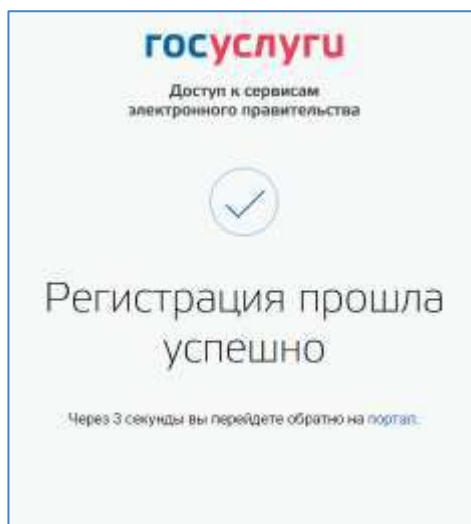 госуслуги
Доступ к сервисам
электронного правительства
Регистрация прошла
успешно
Через 3 секунды вы перейдете обратно на портал.